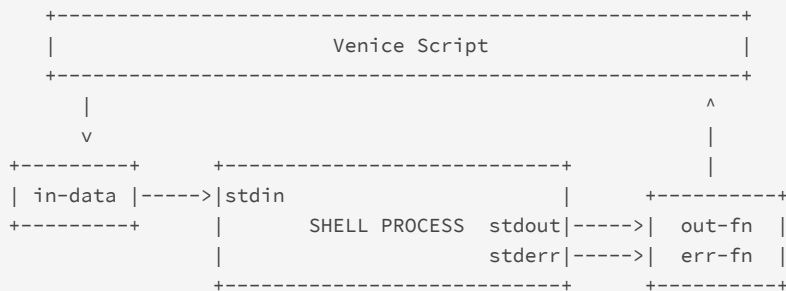 +---------------------------------------------+
|                  Venice Script                |
+---------------------------------------------+
     |                                        ^
     v                                        |
+---------+     +----------------------+         |
| in-data |----->|stdin                      |     +----------+
+---------+     |      SHELL PROCESS  stdout|----->|  out-fn  |
                |                  stderr|----->|  err-fn  |
                +----------------------+     +----------+